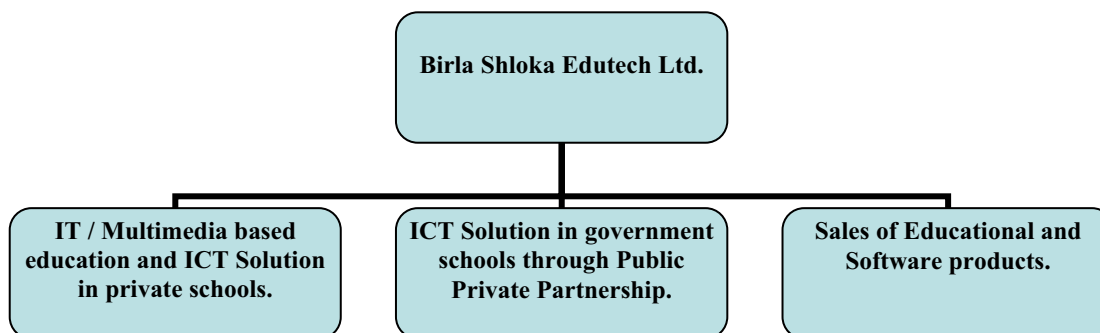 Birla Shloka Edutech Ltd.
IT / Multimedia based
education and ICT Solution
in private schools.
ICT Solution in government
schools through Public
Private Partnership.
Sales of Educational and
Software products.